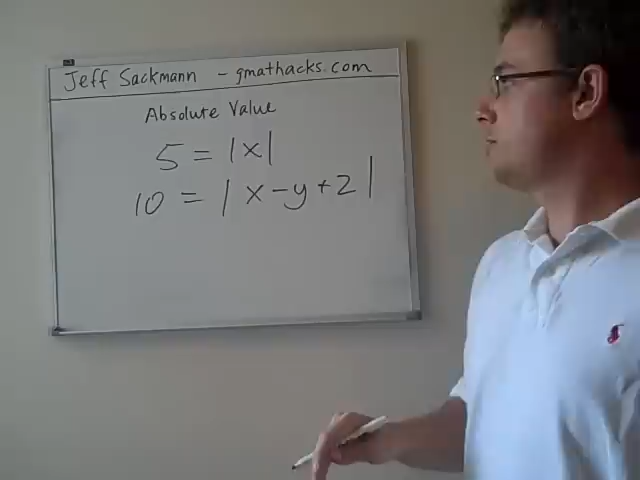 Jeff Sackmann - gmathacks.com
Absolute Value
5 = |x|
10 = |x-y+2|